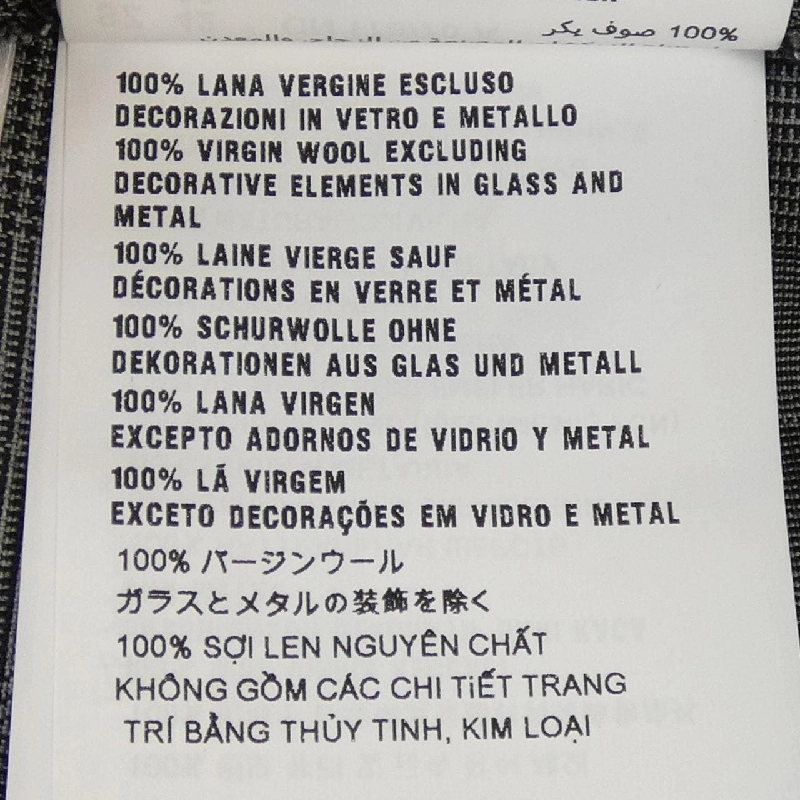 100% صوف بكر
100% LANA VERGINE ESCLUSO
DECORAZIONI IN VETRO E METALLO
100% VIRGIN WOOL EXCLUDING
DECORATIVE ELEMENTS IN GLASS AND
METAL
100% LAINE VIERGE SAUF
DÉCORATIONS EN VERRE ET MÉTAL
100% SCHURWOLLE OHNE
DEKORATIONEN AUS GLAS UND METALL
100% LANA VIRGEN
EXCEPTO ADORNOS DE VIDRIO Y METAL
100% LÃ VIRGEM
EXCETO DECORAÇÕES EM VIDRO E METAL
100% バージンウール
ガラスとメタルの装飾を除く
100% SỢI LEN NGUYÊN CHẤT
KHÔNG GỒM CÁC CHI TIẾT TRANG
TRÍ BẰNG THỦY TINH, KIM LOẠI